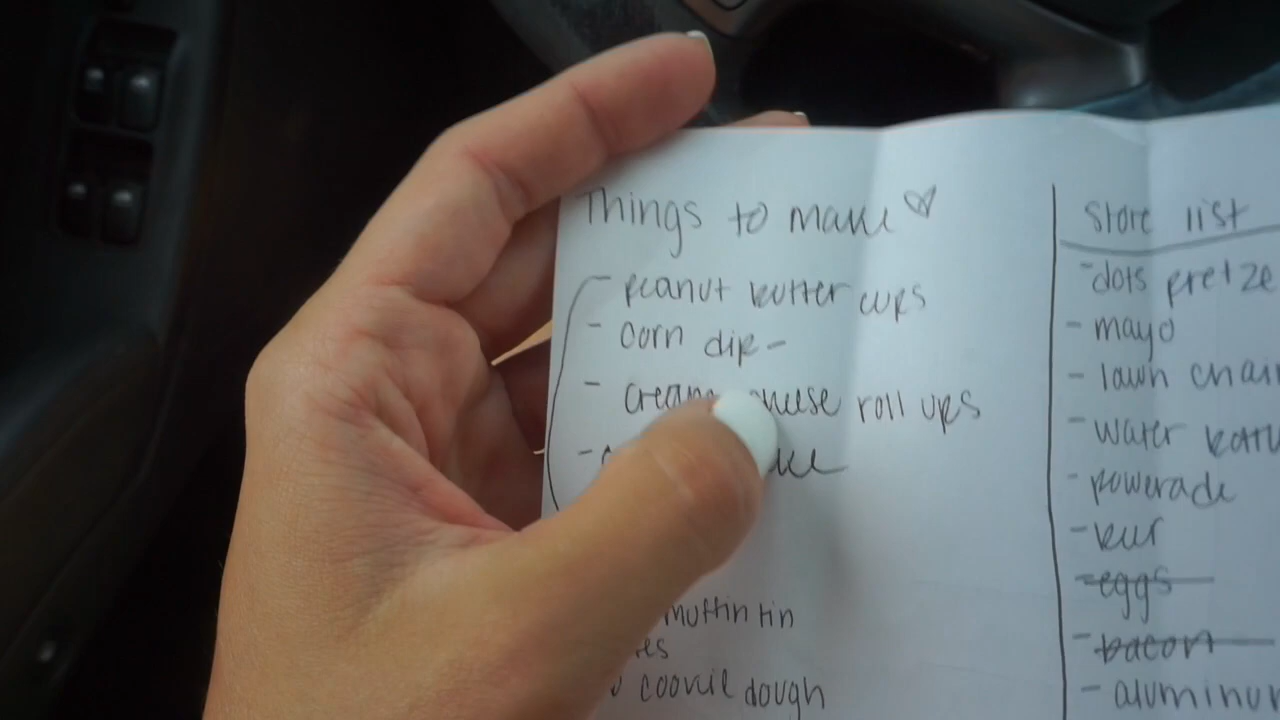 Things to make
- peanut butter cups
- corn dip -
- cream cheese roll ups
-
muffin tin
cookie dough
store list
- dots pretze
- mayo
- lawn chair
- water bottl
- powerade
- beer
- eggs
- bacon
- aluminum